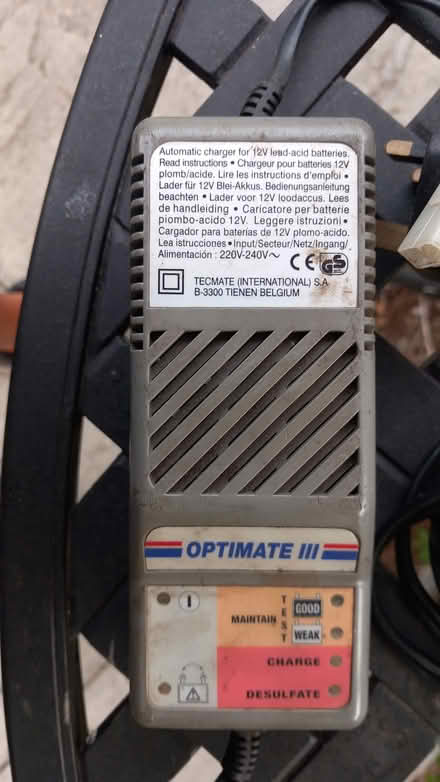 Automatic charger for 12V lead-acid batteries.
Read instructions • Chargeur pour batteries 12V
plomb/acide. Lire les instructions d'emploi •
Lader für 12V Blei-Akkus. Bedienungsanleitung
beachten • Lader voor 12V loodaccus. Lees
de handleiding • Caricatore per batterie
piombo-acido 12V. Leggere istruzioni •
Cargador para baterías de 12V plomo-acido.
Lea istrucciones • Input/Secteur/Netz/Ingang/
Alimentación : 220V-240V~ CE GS
TECMATE (INTERNATIONAL) S.A
B-3300 TIENEN BELGIUM
OPTIMATE III
MAINTAIN TEST GOOD
WEAK
CHARGE
DESULFATE